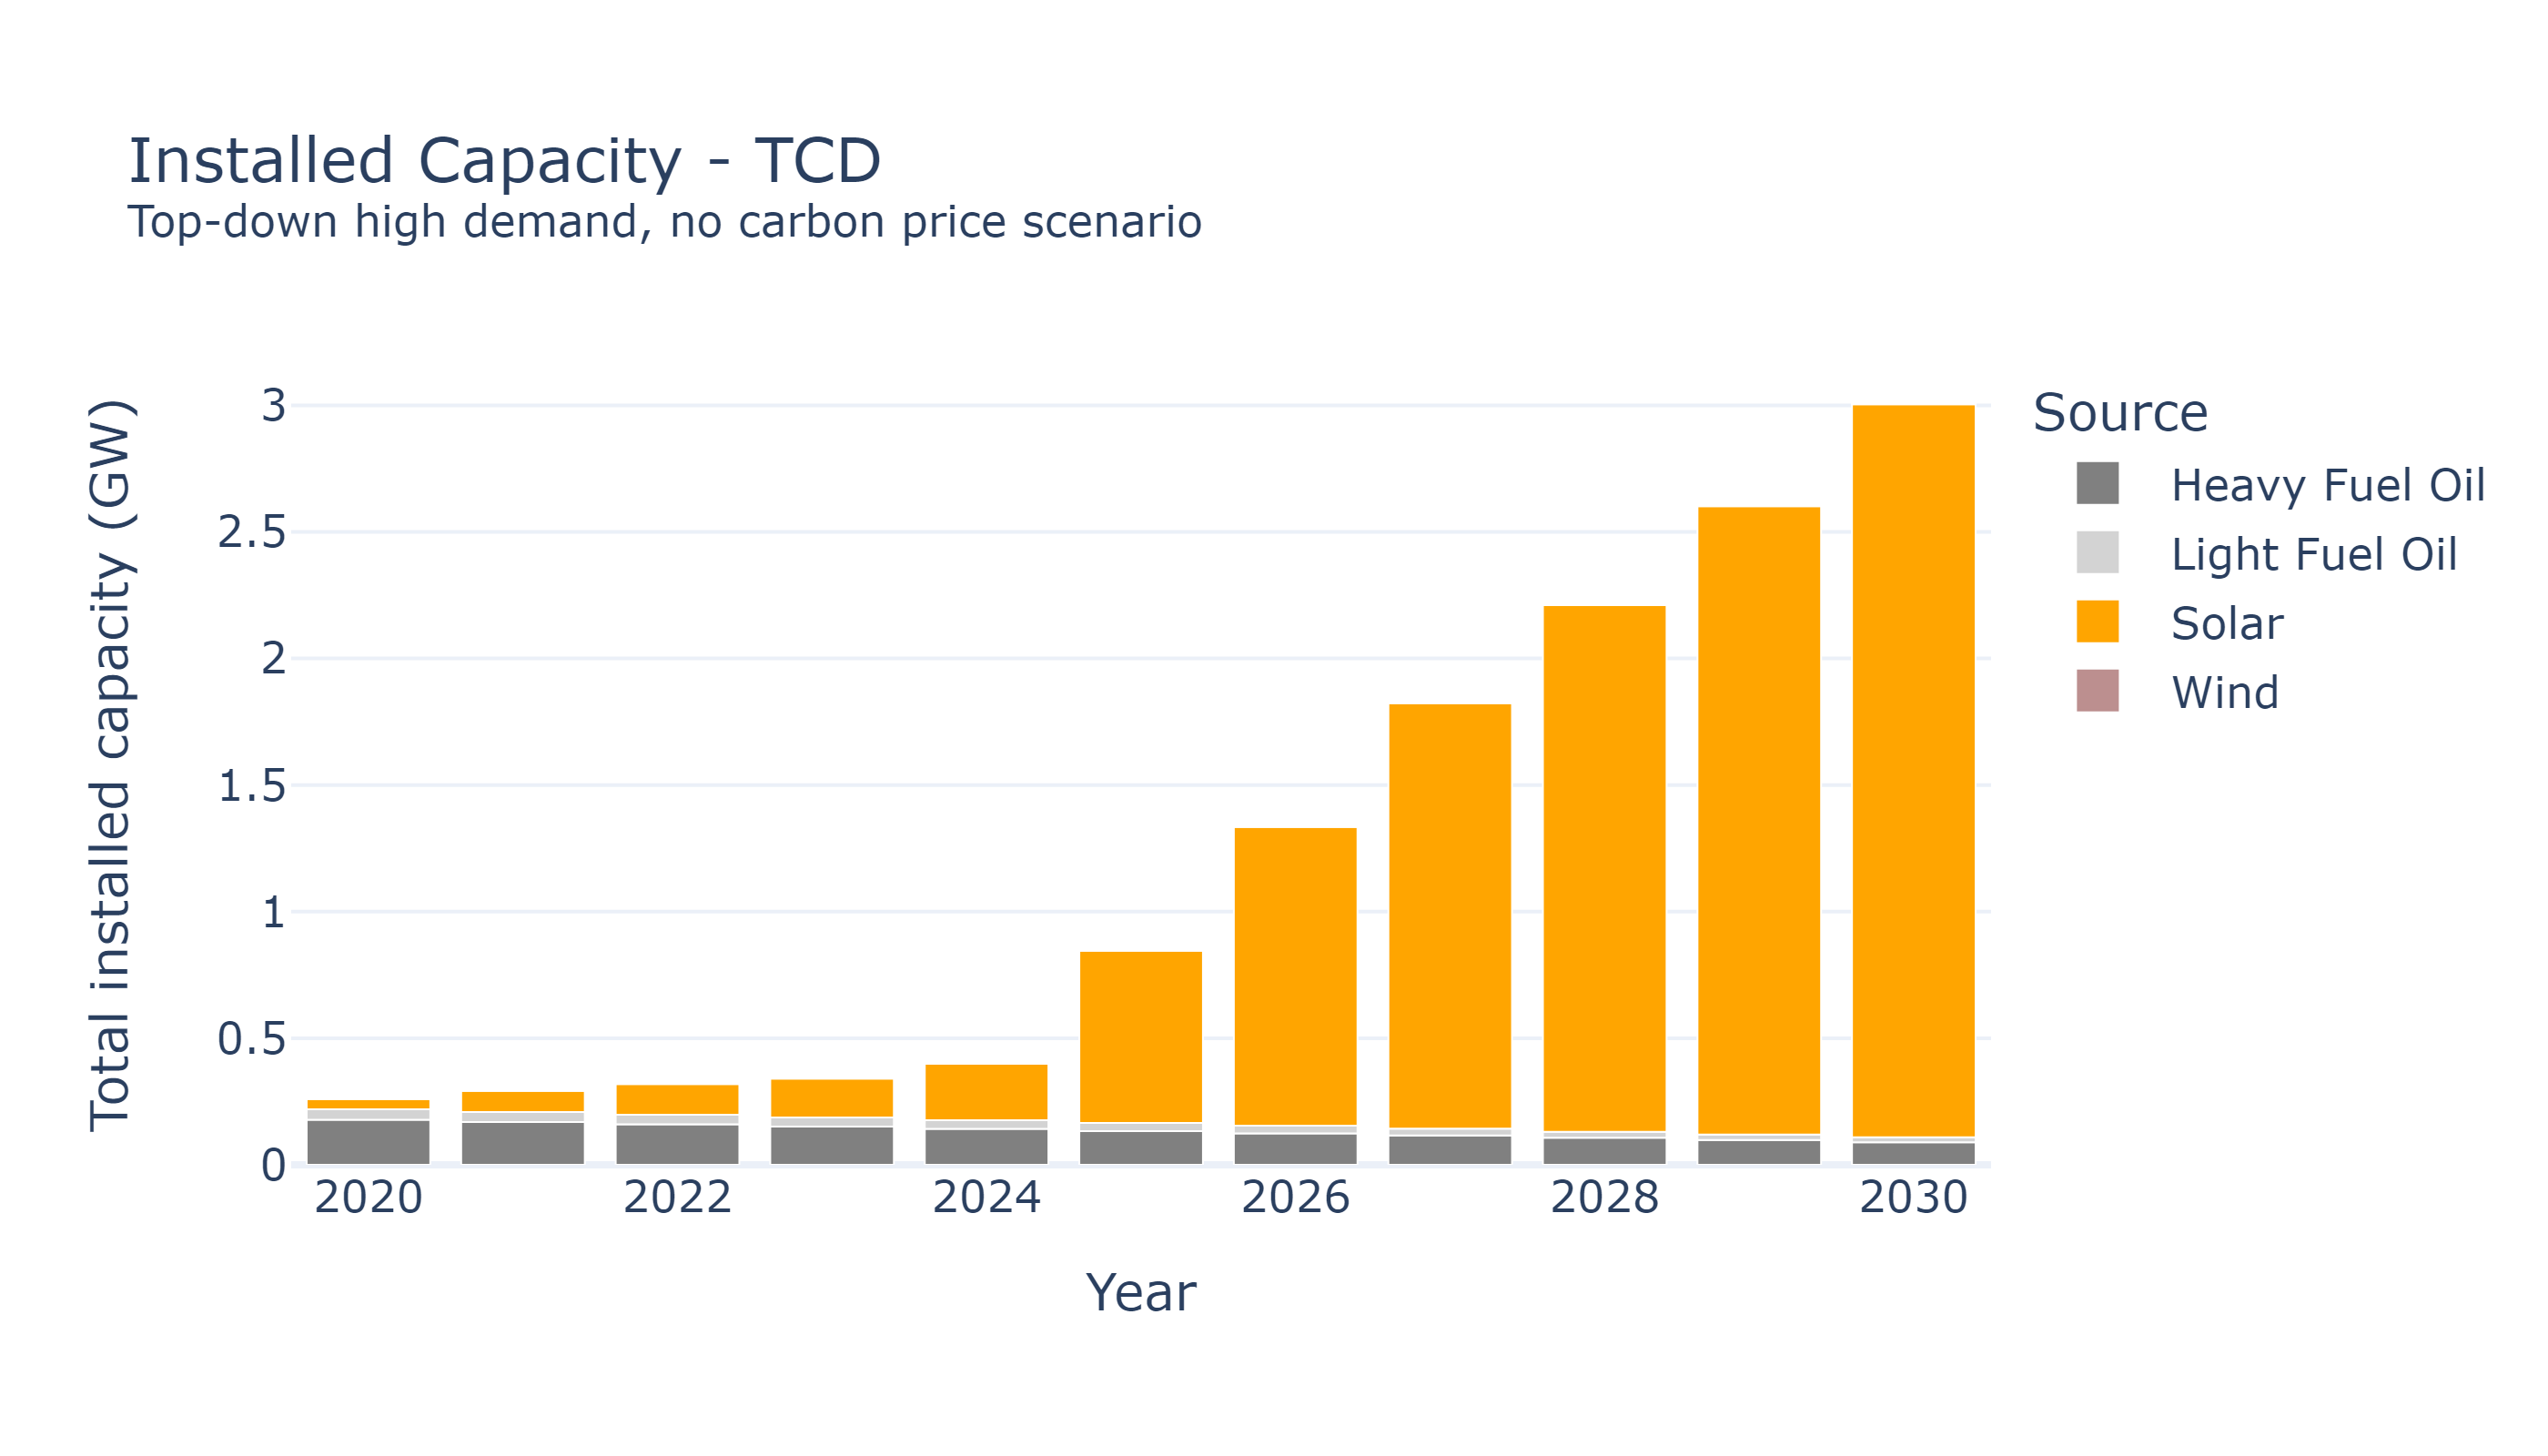 Installed Capacity - TCD
Top-down high demand, no carbon price scenario
Total installed capacity (GW)
3
2.5
2
1.5
1
0.5
0
2020
2022
2024
2026
2028
2030
Year
Source
Heavy Fuel Oil
Light Fuel Oil
Solar
Wind